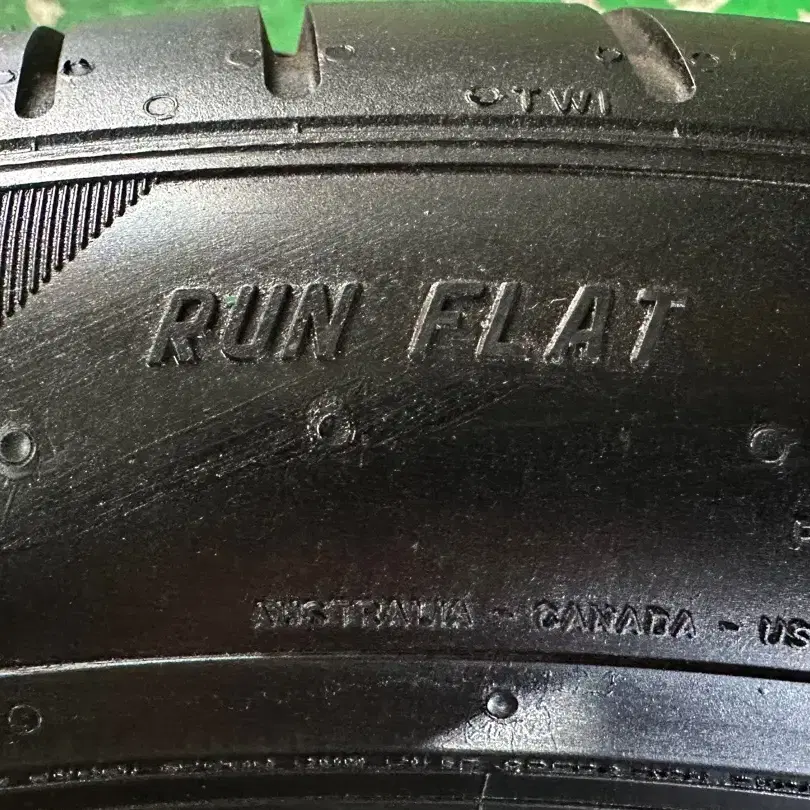 TWI
RUN FLAT
AUSTRALIA - CANADA - US